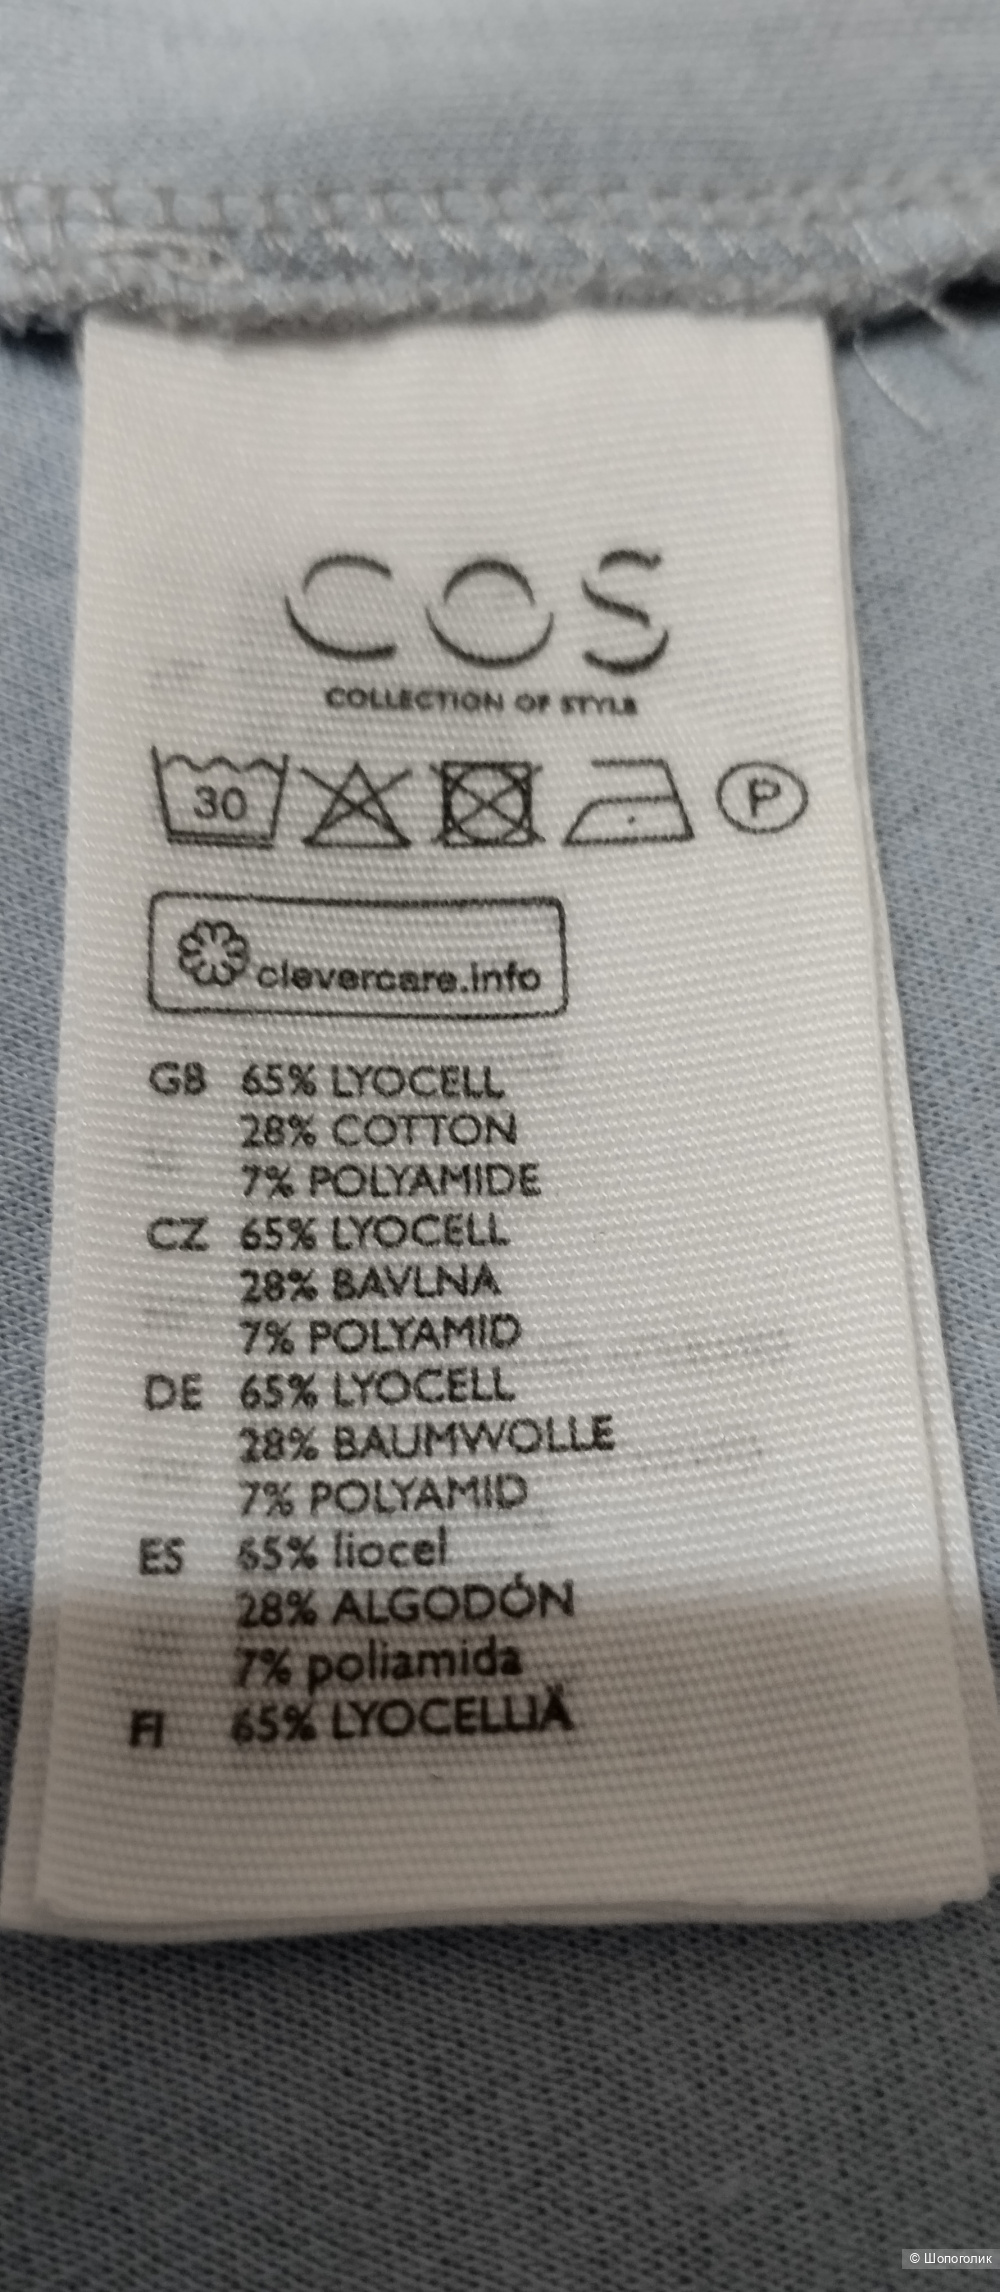 COS
COLLECTION OF STYLE
30 P
clevercare.info
GB 65% LYOCELL
28% COTTON
7% POLYAMIDE
CZ 65% LYOCELL
28% BAVLNA
7% POLYAMID
DE 65% LYOCELL
28% BAUMWOLLE
7% POLYAMID
ES 65% liocel
28% ALGODÓN
7% poliamida
FI 65% LYOCELLIÄ
© Шопоголик